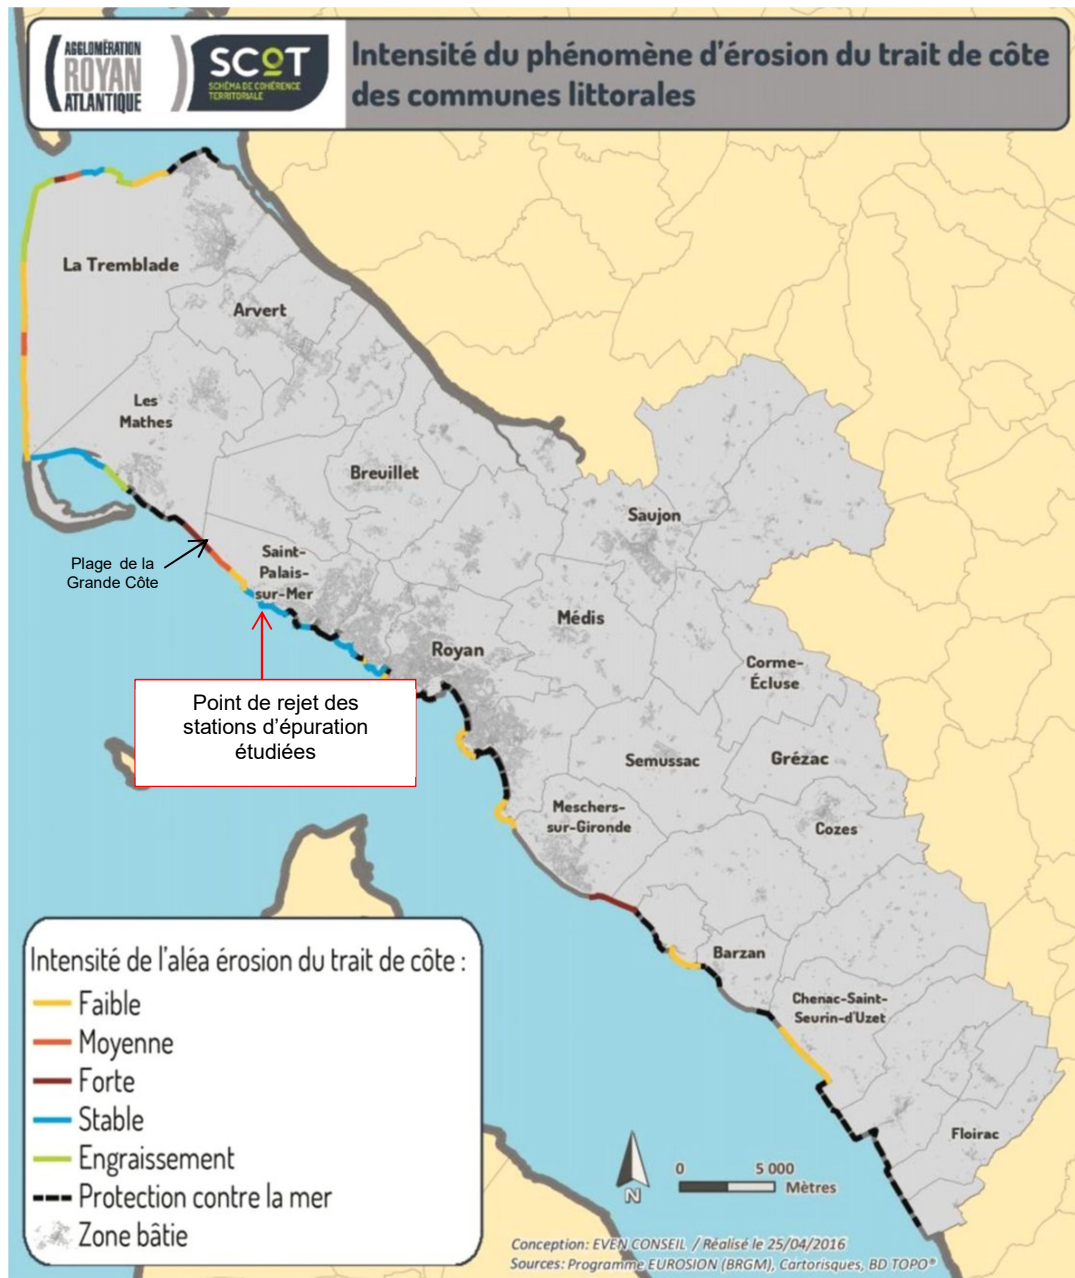 AGGLOMÉRATION
ROYAN
ATLANTIQUE
SCOT
SCHÉMA DE COHÉRENCE
TERRITORIALE
Intensité du phénomène d'érosion du trait de côte
des communes littorales
La Tremblade
Arvert
Les
Mathes
Breuillet
Saujon
Plage de la
Grande Côte
Saint-
Palais-
sur-Mer
Médis
Royan
Corme-
Écluse
Point de rejet des
stations d'épuration
étudiées
Semussac
Grézac
Meschers-
sur-Gironde
Cozes
Barzan
Chenac-Saint-
Seurin-d'Uzet
Floirac
Intensité de l'aléa érosion du trait de côte :
Faible
Moyenne
Forte
Stable
Engraissement
Protection contre la mer
Zone bâtie
N
0 5 000
Mètres
Conception: EVEN CONSEIL / Réalisé le 25/04/2016
Sources: Programme EUROSION (BRGM), Cartorisques, BD TOPO®